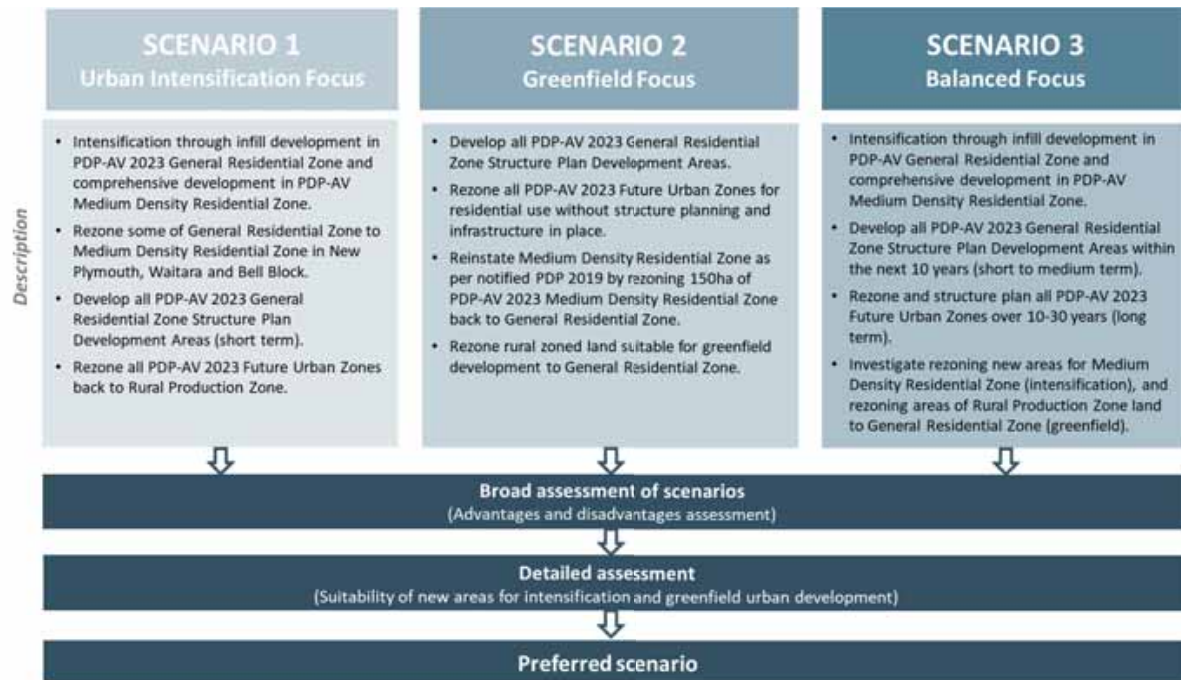 SCENARIO 1
Urban Intensification Focus
SCENARIO 2
Greenfield Focus
SCENARIO 3
Balanced Focus
Description
• Intensification through infill development in
PDP-AV 2023 General Residential Zone and
comprehensive development in PDP-AV
Medium Density Residential Zone.
• Rezone some of General Residential Zone to
Medium Density Residential Zone in New
Plymouth, Waitara and Bell Block.
• Develop all PDP-AV 2023 General
Residential Zone Structure Plan
Development Areas (short term).
• Rezone all PDP-AV 2023 Future Urban Zones
back to Rural Production Zone.
• Develop all PDP-AV 2023 General Residential
Zone Structure Plan Development Areas.
• Rezone all PDP-AV 2023 Future Urban Zones for
residential use without structure planning and
infrastructure in place.
• Reinstate Medium Density Residential Zone as
per notified PDP 2019 by rezoning 150ha of
PDP-AV 2023 Medium Density Residential Zone
back to General Residential Zone.
• Rezone rural zoned land suitable for greenfield
development to General Residential Zone.
• Intensification through infill development in
PDP-AV General Residential Zone and
comprehensive development in PDP-AV
Medium Density Residential Zone.
• Develop all PDP-AV 2023 General Residential
Zone Structure Plan Development Areas within
the next 10 years (short to medium term).
• Rezone and structure plan all PDP-AV 2023
Future Urban Zones over 10-30 years (long
term).
• Investigate rezoning new areas for Medium
Density Residential Zone (intensification), and
rezoning areas of Rural Production Zone land
to General Residential Zone (greenfield).
Broad assessment of scenarios
(Advantages and disadvantages assessment)
Detailed assessment
(Suitability of new areas for intensification and greenfield urban development)
Preferred scenario